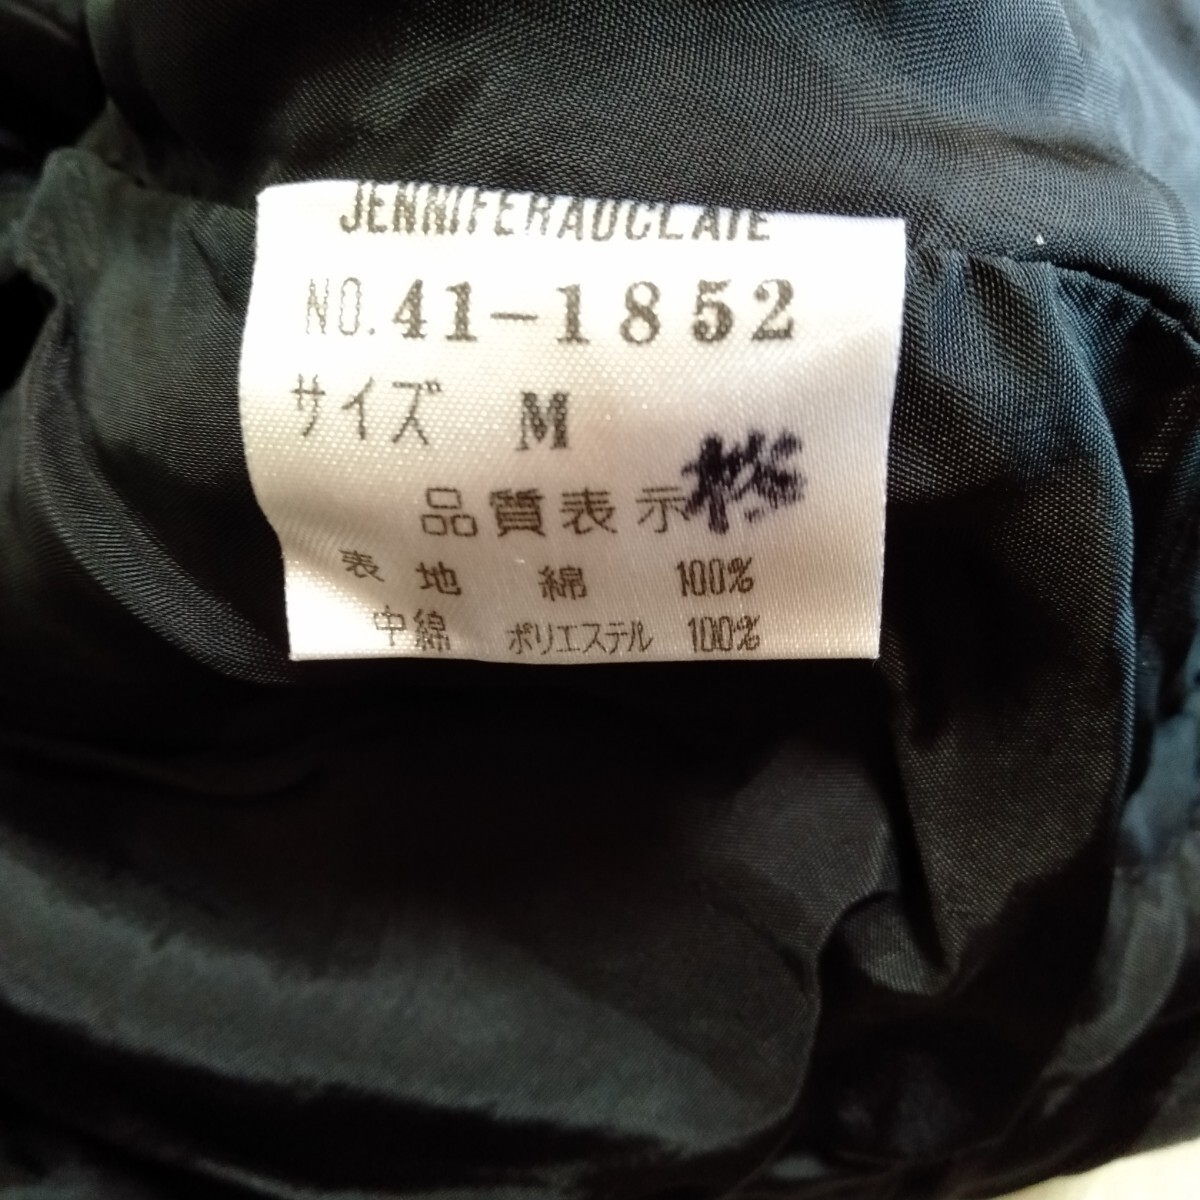 JENNIFERAUCLAIE
NO.41-1852
サイズ M
品質表示
表地 綿 100%
中綿 ポリエステル 100%